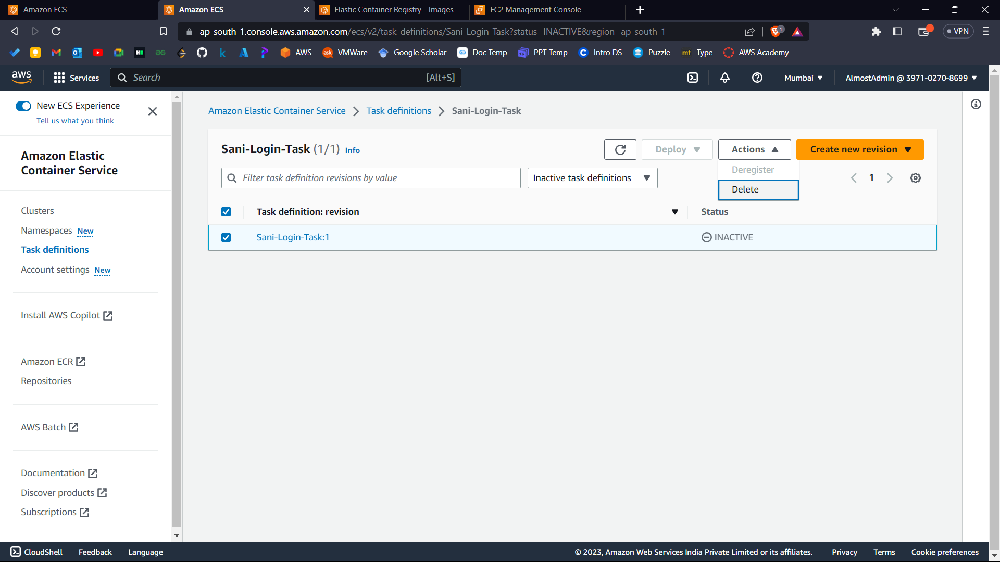 Amazon ECS
Amazon ECS
Elastic Container Registry - Images
EC2 Management Console
ap-south-1.console.aws.amazon.com/ecs/v2/task-definitions/Sani-Login-Task?status=INACTIVE&region=ap-south-1
1
VPN
AWS
VMWare
Google Scholar
Doc Temp
PPT Temp
Intro DS
Puzzle
mt Type
AWS Academy
aws
Services
Search
[Alt+S]
Mumbai
AlmostAdmin @ 3971-0270-8699
New ECS Experience
Tell us what you think
Amazon Elastic
Container Service
Clusters
Namespaces New
Task definitions
Account settings New
Install AWS Copilot
Amazon ECR
Repositories
AWS Batch
Documentation
Discover products
Subscriptions
Amazon Elastic Container Service
Task definitions
Sani-Login-Task
Sani-Login-Task (1/1) Info
Deploy
Actions
Create new revision
Deregister
Delete
Filter task definition revisions by value
Inactive task definitions
1
Task definition: revision
Status
Sani-Login-Task:1
INACTIVE
CloudShell
Feedback
Language
© 2023, Amazon Web Services India Private Limited or its affiliates.
Privacy
Terms
Cookie preferences